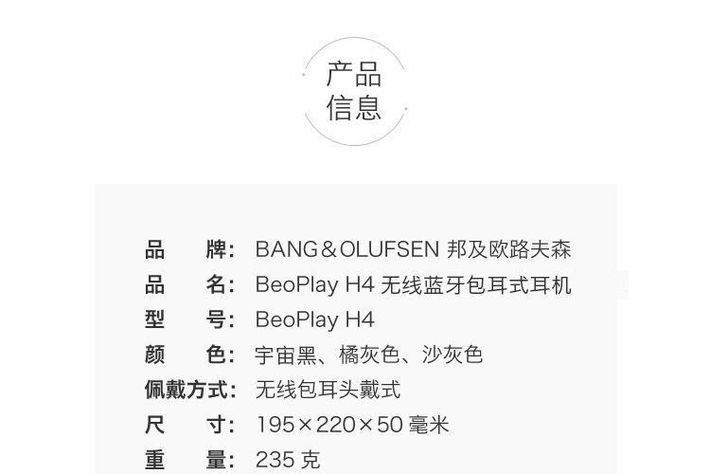 产品
信息
品 牌： BANG＆OLUFSEN 邦及欧路夫森
品 名： BeoPlay H4 无线蓝牙包耳式耳机
型 号： BeoPlay H4
颜 色： 宇宙黑、橘灰色、沙灰色
佩戴方式： 无线包耳头戴式
尺 寸： 195×220×50 毫米
重 量： 235 克